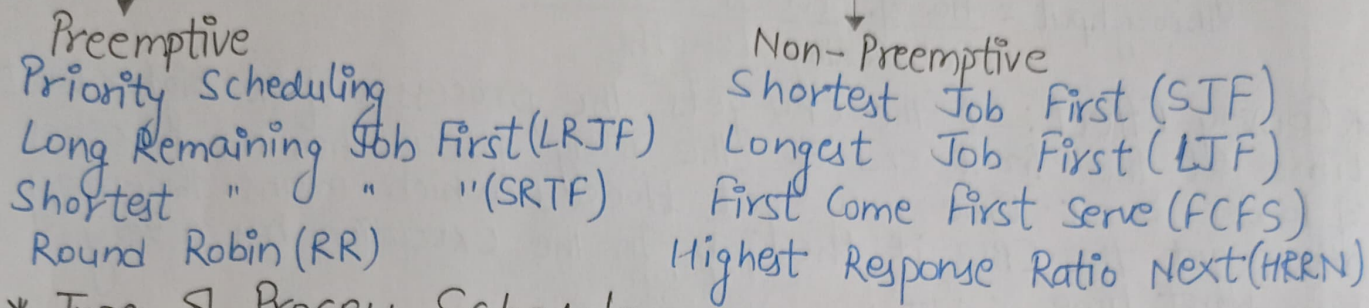 Preemptive
Priority Scheduling
Long Remaining Job First (LRJF)
Shortest " " " (SRTF)
Round Robin (RR)
Non-Preemptive
Shortest Job First (SJF)
Longest Job First (LJF)
First Come First Serve (FCFS)
Highest Response Ratio Next (HRRN)